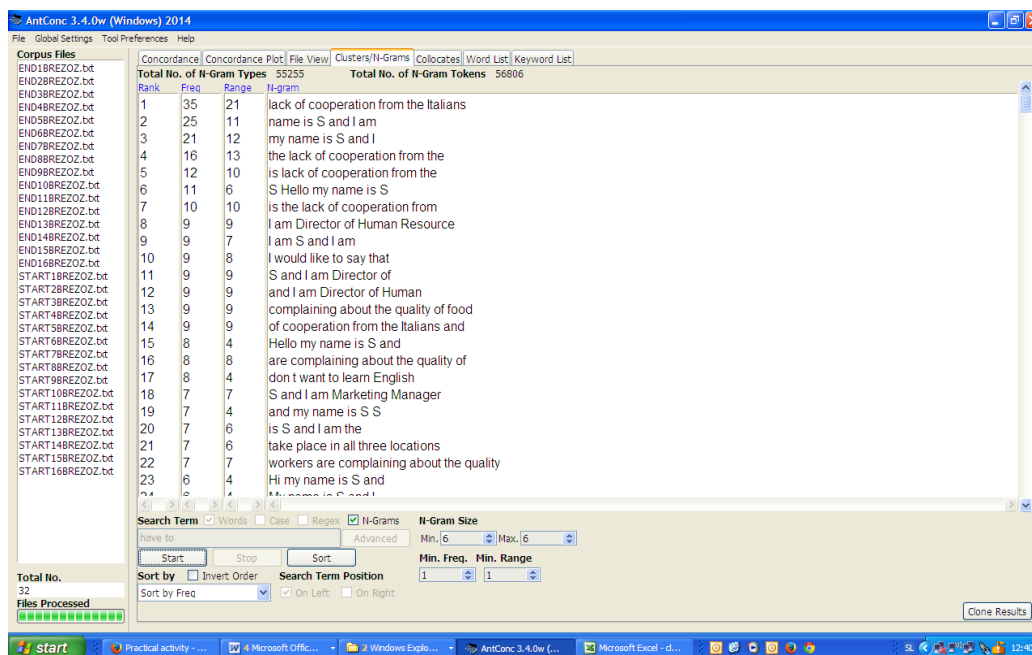 AntConc 3.4.0w (Windows) 2014
File Global Settings Tool Preferences Help
Corpus Files
END1BREZOZ.txt
END2BREZOZ.txt
END3BREZOZ.txt
END4BREZOZ.txt
END5BREZOZ.txt
END6BREZOZ.txt
END7BREZOZ.txt
END8BREZOZ.txt
END9BREZOZ.txt
END10BREZOZ.txt
END11BREZOZ.txt
END12BREZOZ.txt
END13BREZOZ.txt
END14BREZOZ.txt
END15BREZOZ.txt
END16BREZOZ.txt
START1BREZOZ.txt
START2BREZOZ.txt
START3BREZOZ.txt
START4BREZOZ.txt
START5BREZOZ.txt
START6BREZOZ.txt
START7BREZOZ.txt
START8BREZOZ.txt
START9BREZOZ.txt
START10BREZOZ.txt
START11BREZOZ.txt
START12BREZOZ.txt
START13BREZOZ.txt
START14BREZOZ.txt
START15BREZOZ.txt
START16BREZOZ.txt
Total No.
32
Files Processed
Concordance Concordance Plot File View Clusters/N-Grams Collocates Word List Keyword List
Total No. of N-Gram Types 55255 Total No. of N-Gram Tokens 56806
Rank Freq Range N-gram
1 35 21 lack of cooperation from the Italians
2 25 11 name is S and I am
3 21 12 my name is S and I
4 16 13 the lack of cooperation from the
5 12 10 is lack of cooperation from the
6 11 6 S Hello my name is S
7 10 10 is the lack of cooperation from
8 9 9 I am Director of Human Resource
9 9 7 I am S and I am
10 9 8 I would like to say that
11 9 9 S and I am Director of
12 9 9 and I am Director of Human
13 9 9 complaining about the quality of food
14 9 9 of cooperation from the Italians and
15 8 4 Hello my name is S and
16 8 8 are complaining about the quality of
17 8 4 don t want to learn English
18 7 7 S and I am Marketing Manager
19 7 4 and my name is S S
20 7 6 is S and I am the
21 7 6 take place in all three locations
22 7 7 workers are complaining about the quality
23 6 4 Hi my name is S and
24 6 4 My name is S and I
Search Term Words Case Regex N-Grams N-Gram Size
have to Advanced Min. 6 Max. 6
Start Stop Sort Min. Freq. Min. Range
Sort by Invert Order Search Term Position 1 1
Sort by Freq On Left On Right
Clone Results
start Practical activity - ... 4 Microsoft Offic... 2 Windows Explo... AntConc 3.4.0w (... Microsoft Excel - d... SL